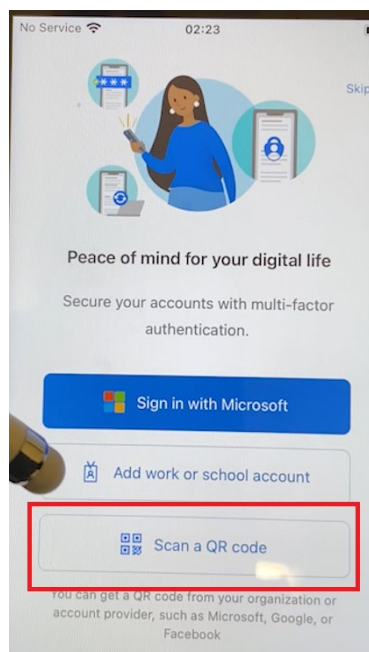 No Service
02:23
Skip
***
Peace of mind for your digital life
Secure your accounts with multi-factor
authentication.
Sign in with Microsoft
Add work or school account
Scan a QR code
You can get a QR code from your organization or
account provider, such as Microsoft, Google, or
Facebook